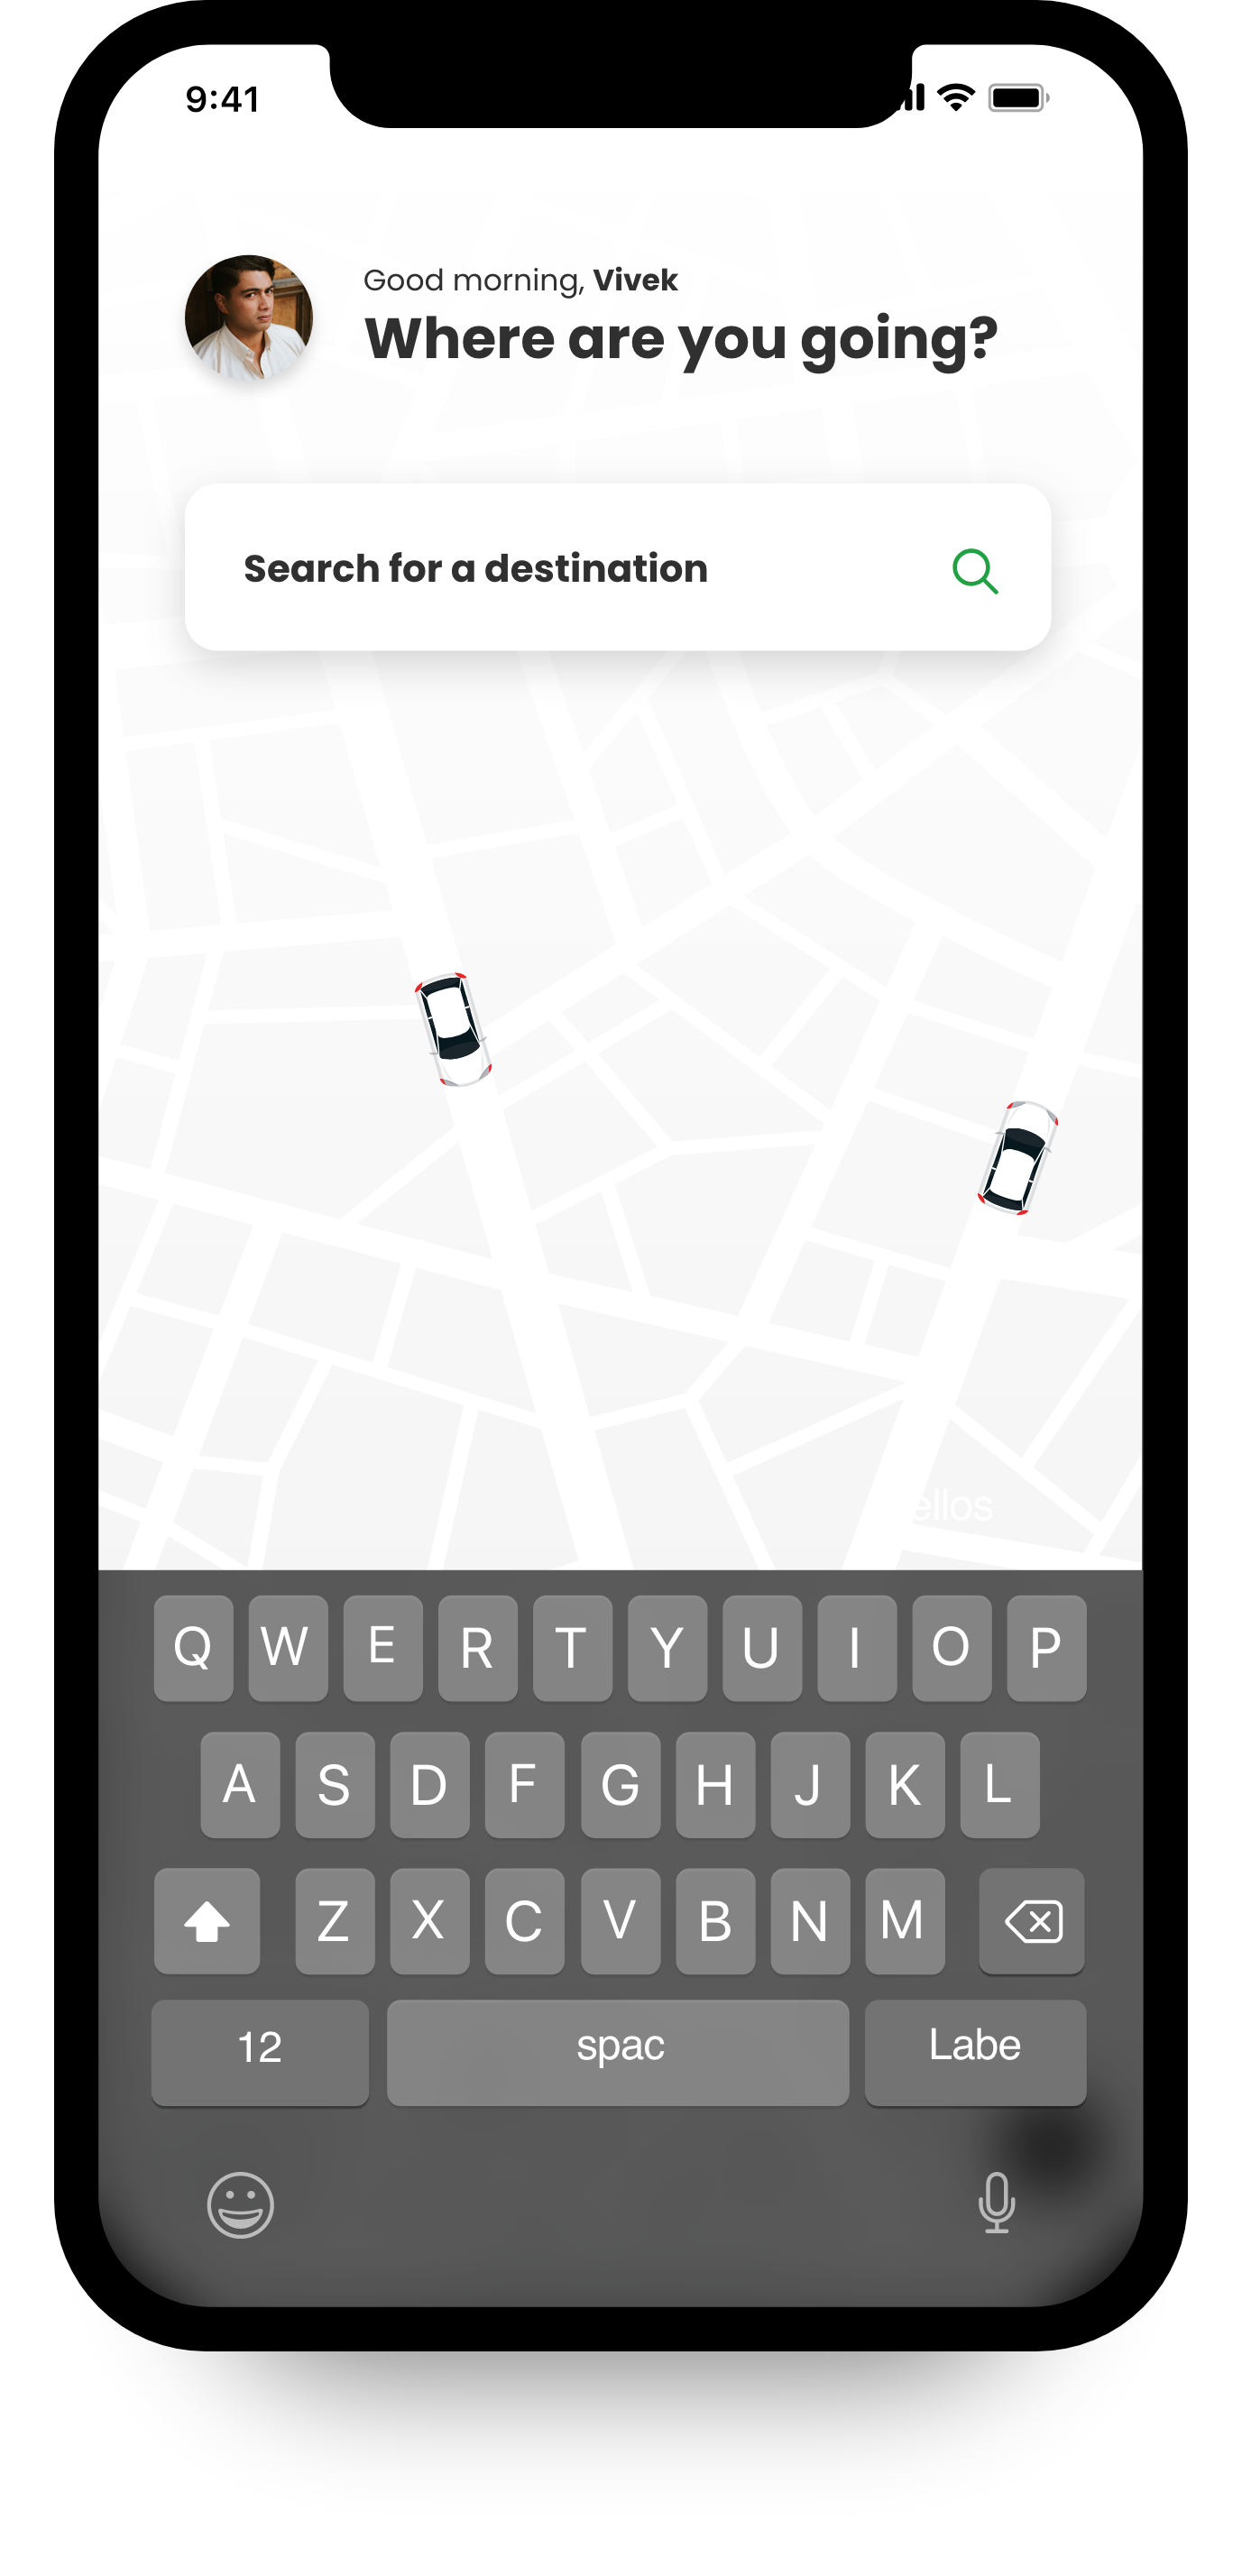 9:41
Good morning, Vivek
Where are you going?
Search for a destination
ellos
Q W E R T Y U I O P
A S D F G H J K L
Z X C V B N M
12 spac Labe